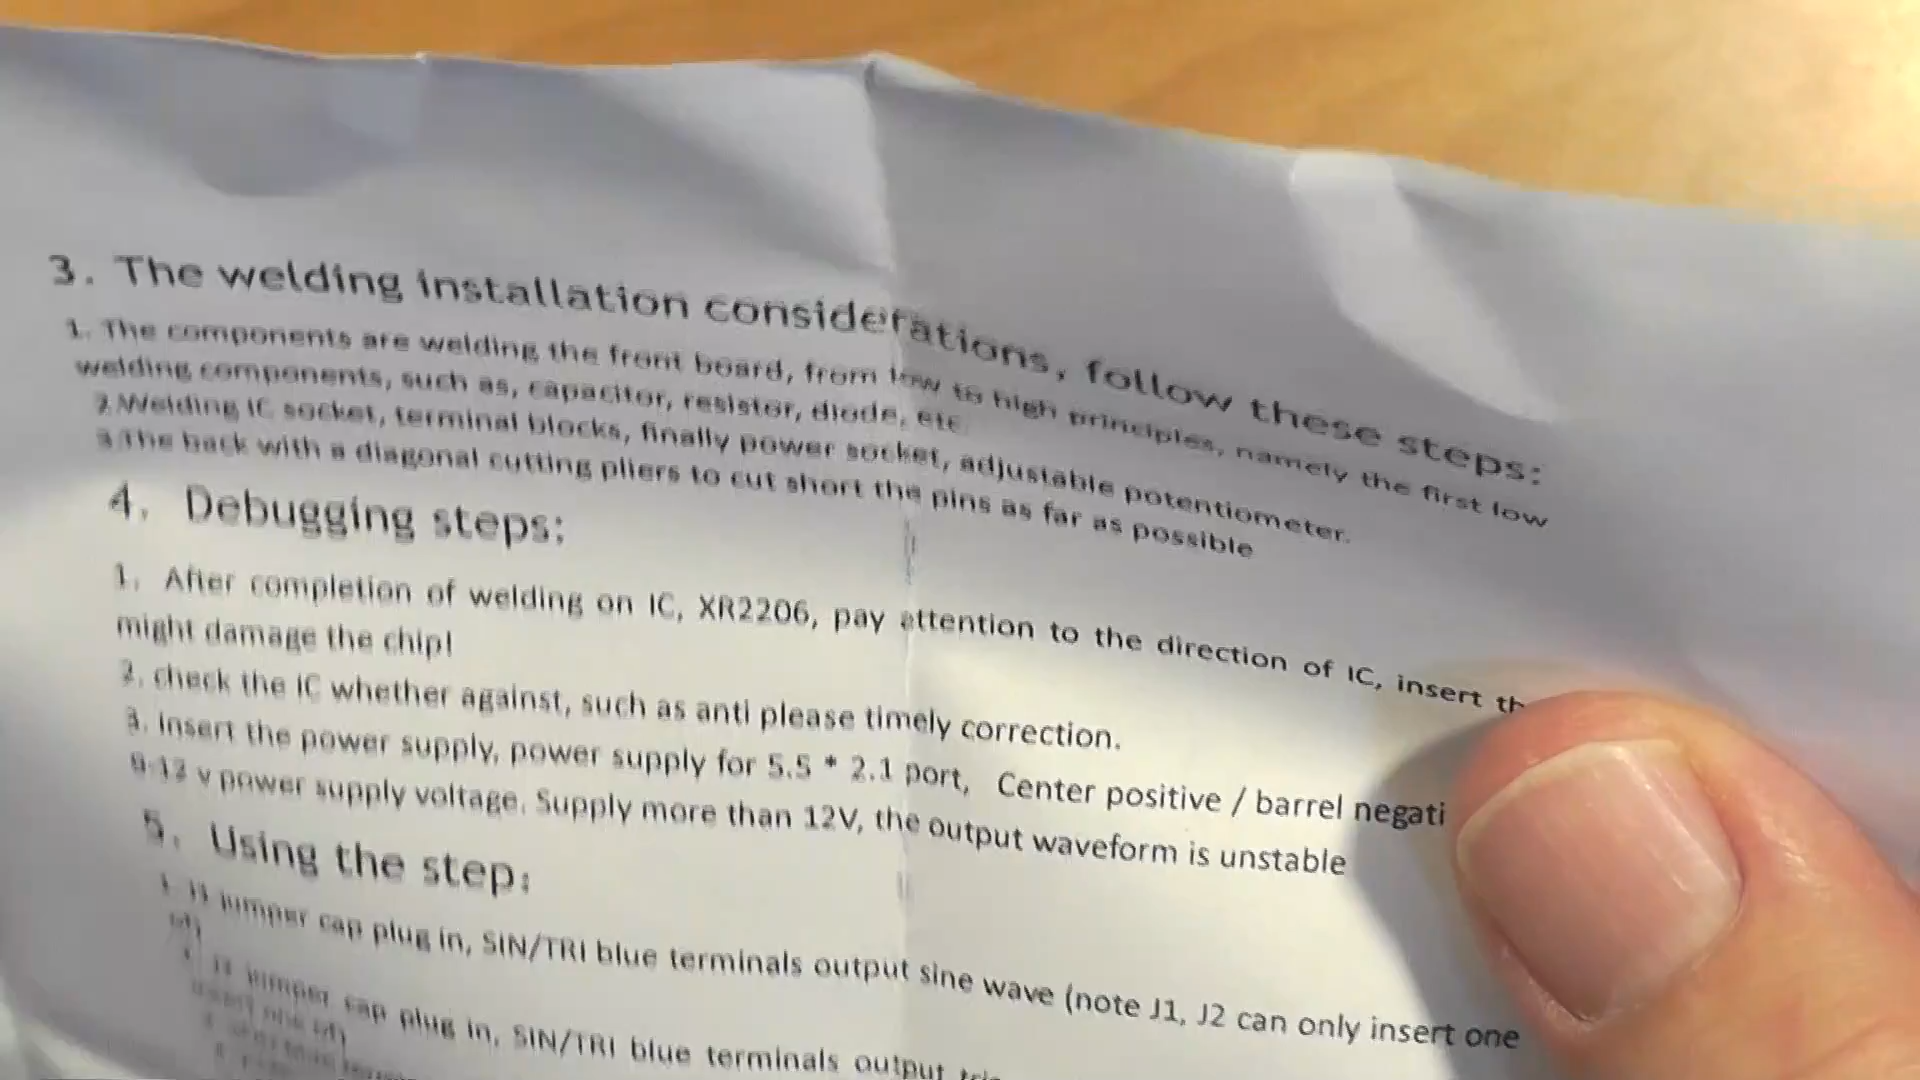 3. The welding installation considerations, follow these steps:
1. The components are welding the front board, from low to high principles, namely the first low
welding components, such as, capacitor, resistor, diode, etc.
2.Welding IC socket, terminal blocks, finally power socket, adjustable potentiometer.
3.The back with a diagonal cutting pliers to cut short the pins as far as possible
4. Debugging steps:
1. After completion of welding on IC, XR2206, pay attention to the direction of IC, insert
might damage the chip!
2. check the IC whether against, such as anti please timely correction.
3. Insert the power supply, power supply for 5.5 * 2.1 port, Center positive / barrel negati
9-12 v power supply voltage. Supply more than 12V, the output waveform is unstable
5. Using the step:
jumper cap plug in, SIN/TRI blue terminals output sine wave (note J1, J2 can only insert one
of)
jumper cap plug in, SIN/TRI blue terminals output
insert one of)